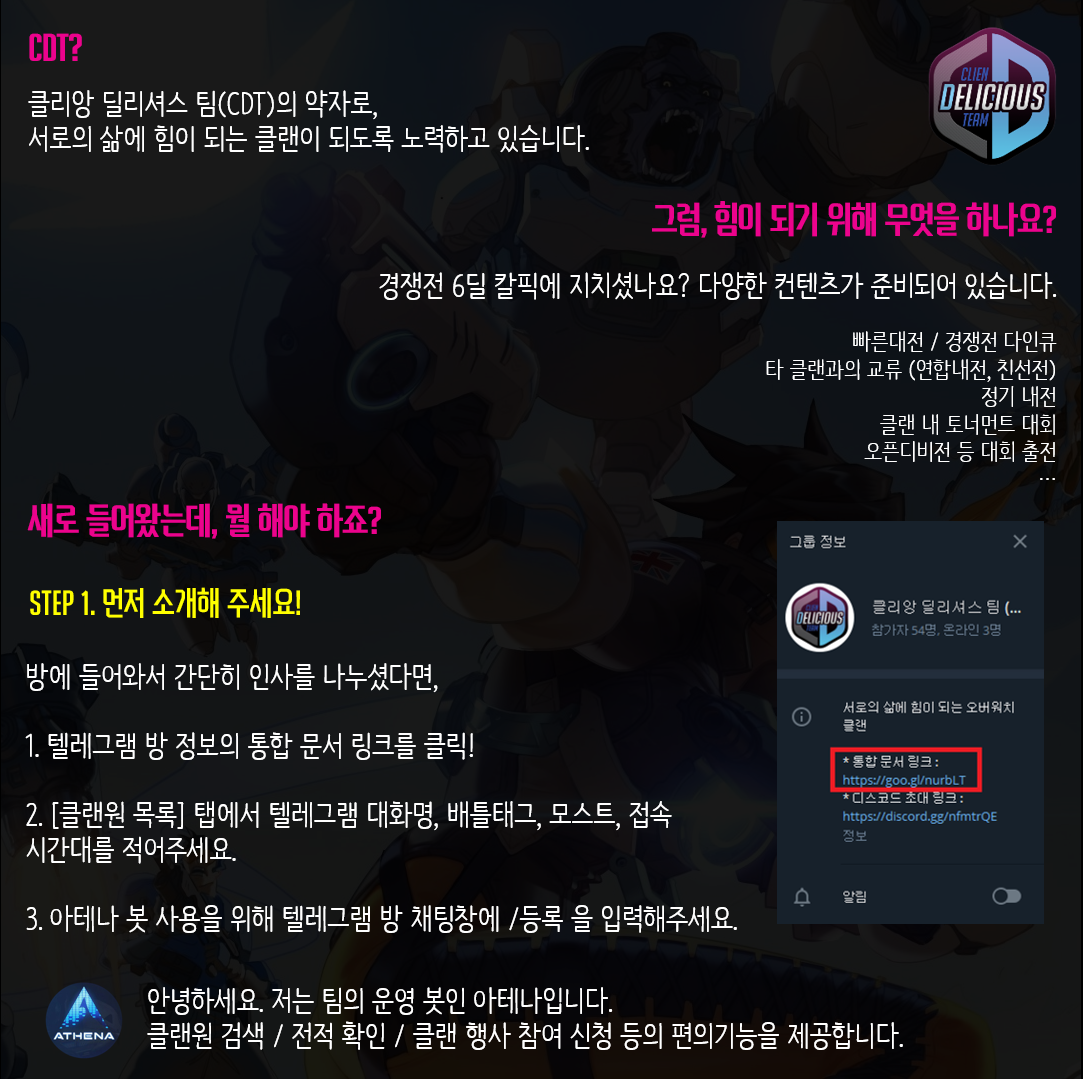 CDT?
클리앙 딜리셔스 팀(CDT)의 약자로,
서로의 삶에 힘이 되는 클랜이 되도록 노력하고 있습니다.
CLIEN
DELICIOUS
TEAM
그럼, 힘이 되기 위해 무엇을 하나요?
경쟁전 6딜 칼픽에 지치셨나요? 다양한 컨텐츠가 준비되어 있습니다.
빠른대전 / 경쟁전 다인큐
타 클랜과의 교류 (연합내전, 친선전)
정기 내전
클랜 내 토너먼트 대회
오픈디비전 등 대회 출전
...
새로 들어왔는데, 뭘 해야 하죠?
STEP 1. 먼저 소개해 주세요!
방에 들어와서 간단히 인사를 나누셨다면,
1. 텔레그램 방 정보의 통합 문서 링크를 클릭!
2. [클랜원 목록] 탭에서 텔레그램 대화명, 배틀태그, 모스트, 접속
시간대를 적어주세요.
3. 아테나 봇 사용을 위해 텔레그램 방 채팅창에 /등록 을 입력해주세요.
그룹 정보
CLIEN
DELICIOUS
TEAM
클리앙 딜리셔스 팀 (...
참가자 54명, 온라인 3명
서로의 삶에 힘이 되는 오버워치
클랜
* 통합 문서 링크 :
https://goo.gl/nurbLT
* 디스코드 초대 링크 :
https://discord.gg/nfmtrQE
정보
알림
ATHENA
안녕하세요. 저는 팀의 운영 봇인 아테나입니다.
클랜원 검색 / 전적 확인 / 클랜 행사 참여 신청 등의 편의기능을 제공합니다.